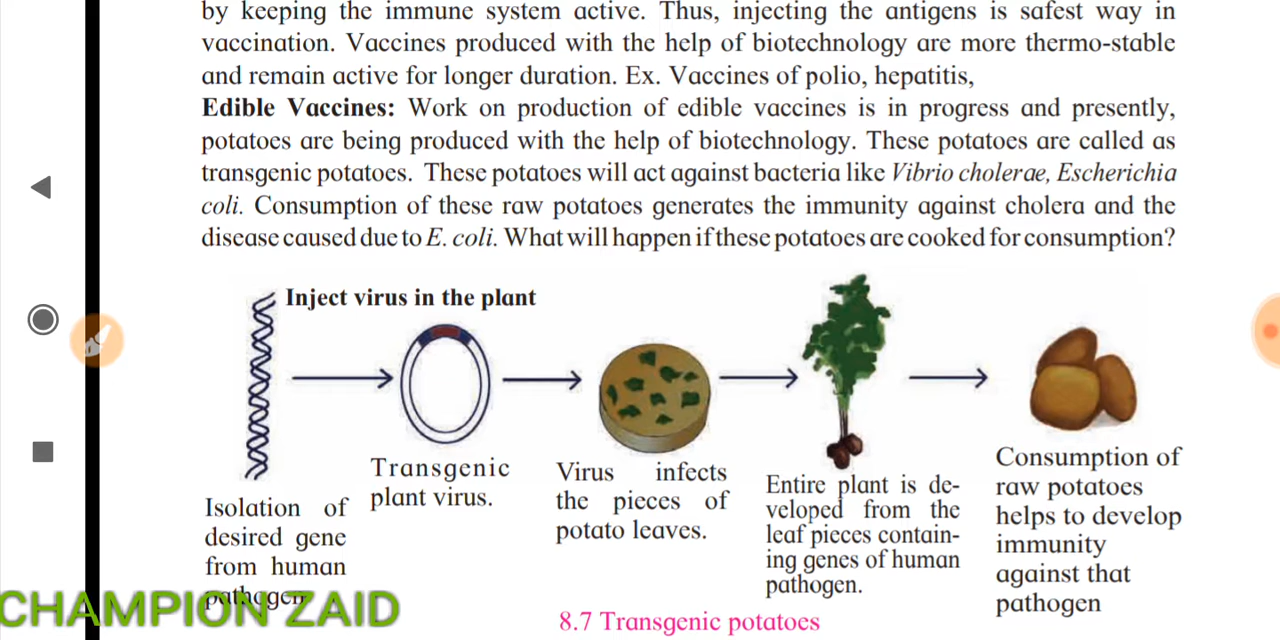 by keeping the immune system active. Thus, injecting the antigens is safest way in
vaccination. Vaccines produced with the help of biotechnology are more thermo-stable
and remain active for longer duration. Ex. Vaccines of polio, hepatitis,
Edible Vaccines: Work on production of edible vaccines is in progress and presently,
potatoes are being produced with the help of biotechnology. These potatoes are called as
transgenic potatoes. These potatoes will act against bacteria like Vibrio cholerae, Escherichia
coli. Consumption of these raw potatoes generates the immunity against cholera and the
disease caused due to E. coli. What will happen if these potatoes are cooked for consumption?
Inject virus in the plant
Isolation of
desired gene
from human
pathogen
Transgenic
plant virus.
Virus infects
the pieces of
potato leaves.
Entire plant is de-
veloped from the
leaf pieces contain-
ing genes of human
pathogen.
Consumption of
raw potatoes
helps to develop
immunity
against that
pathogen
CHAMPION ZAID
8.7 Transgenic potatoes